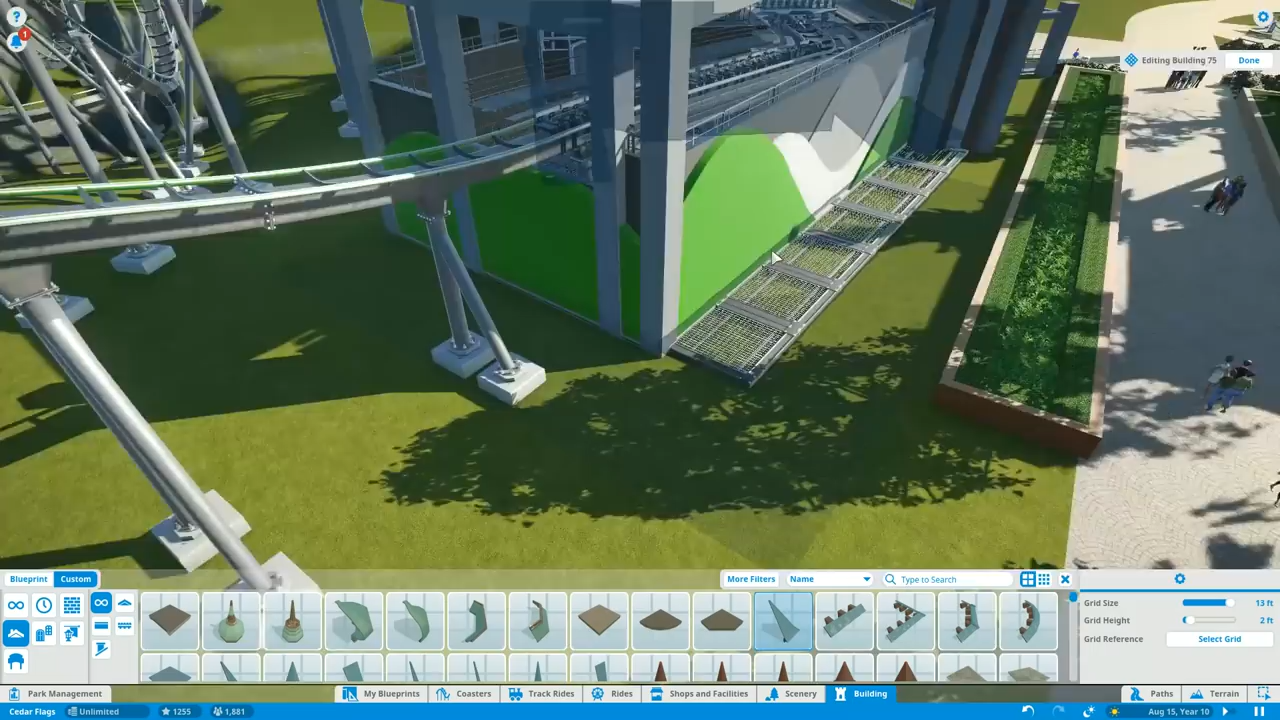 ?
1
Editing Building 75
Done
Blueprint
Custom
More Filters
Name
Type to Search
Grid Size
13 ft
Grid Height
2 ft
Grid Reference
Select Grid
Park Management
My Blueprints
Coasters
Track Rides
Rides
Shops and Facilities
Scenery
Building
Paths
Terrain
Cedar Flags
Unlimited
1255
1,881
Aug 15, Year 10